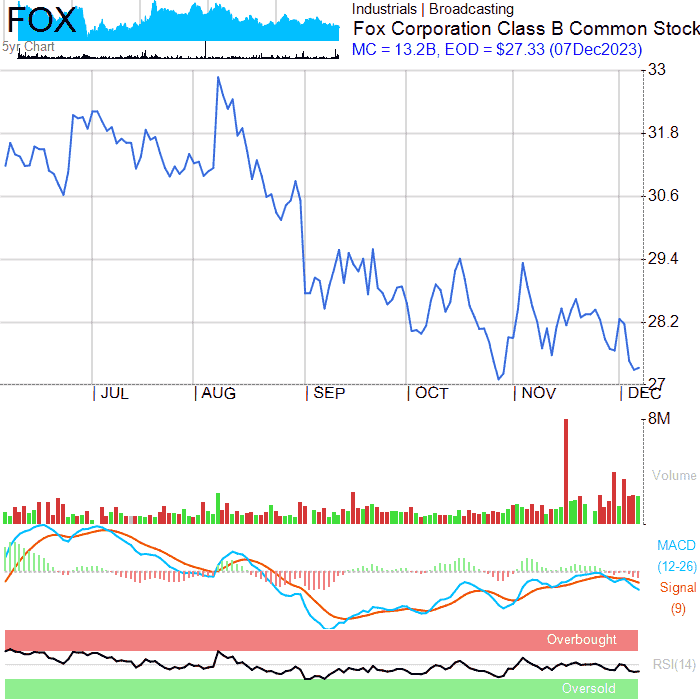 FOX
5yr Chart
Industrials | Broadcasting
Fox Corporation Class B Common Stock
MC = 13.2B, EOD = $27.33 (07Dec2023)
33
31.8
30.6
29.4
28.2
27
JUL AUG SEP OCT NOV DEC
8M
Volume
MACD
(12-26)
Signal
(9)
Overbought
RSI(14)
Oversold